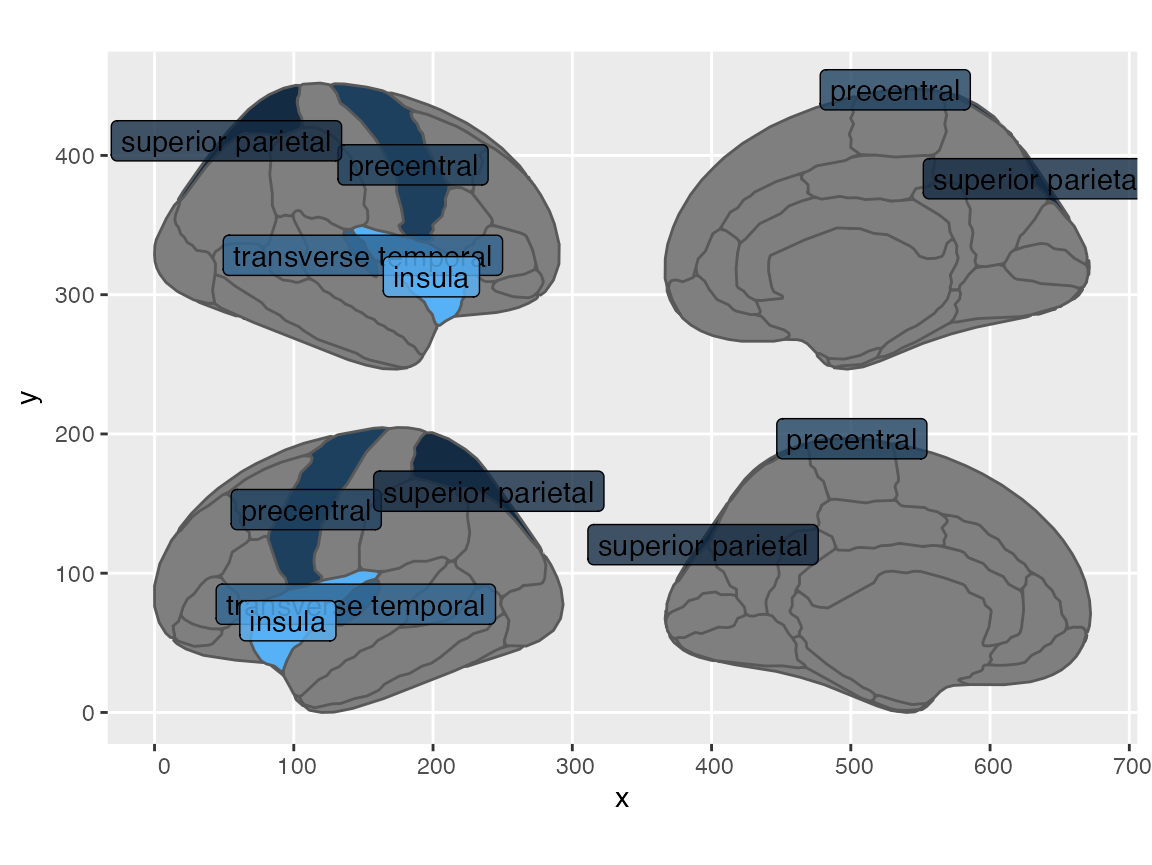 precentral
superior parietal
precentral
superior parieta
transverse temporal
insula
400
300
200
100
0
y
precentral
superior parietal
precentral
superior parietal
transverse temporal
insula
0 100 200 300 400 500 600 700
x